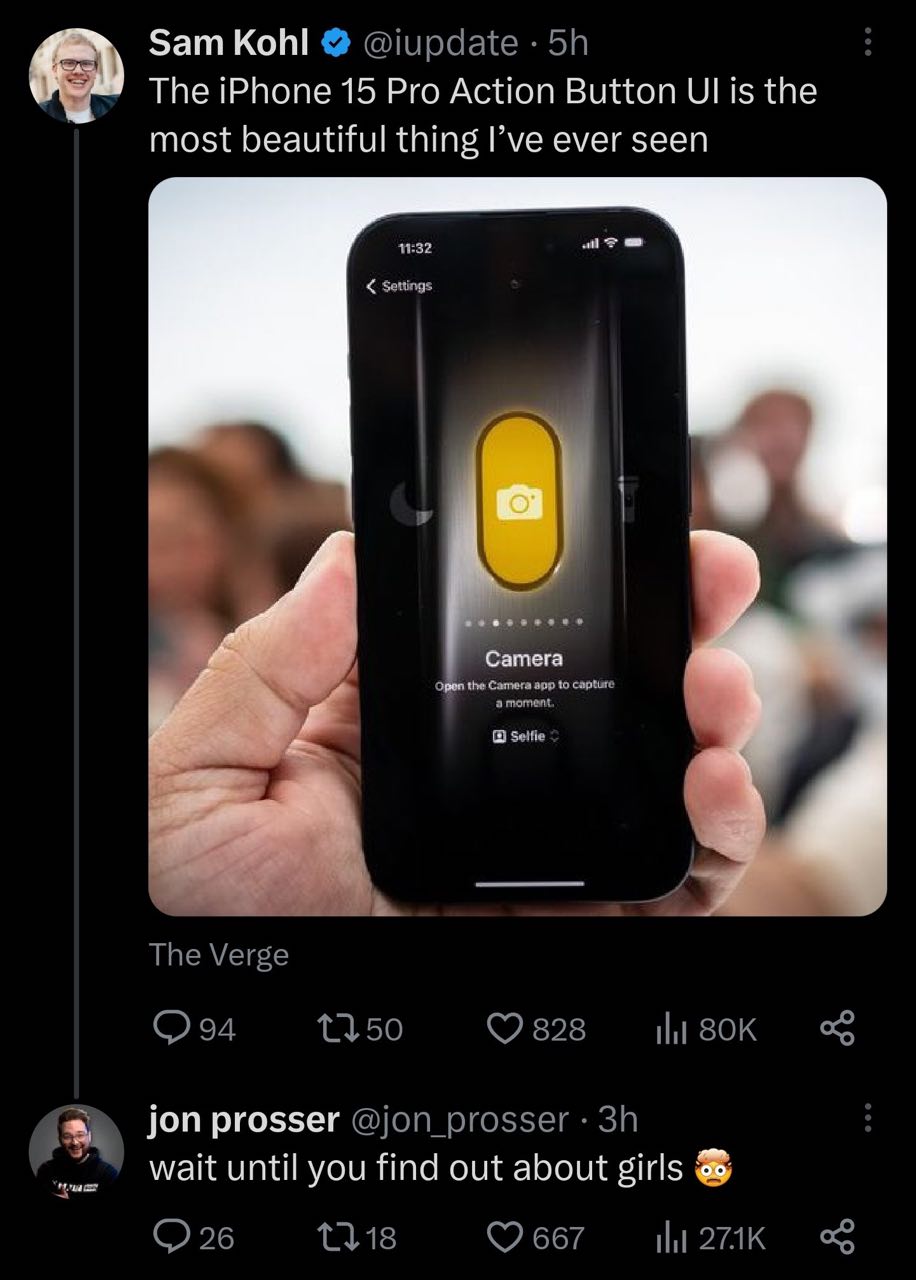 Sam Kohl @iupdate · 5h
The iPhone 15 Pro Action Button UI is the
most beautiful thing I’ve ever seen
11:32
Settings
Camera
Open the Camera app to capture
a moment.
Selfie
The Verge
94 50 828 80K
jon prosser @jon_prosser · 3h
wait until you find out about girls 🤯
26 18 667 27.1K